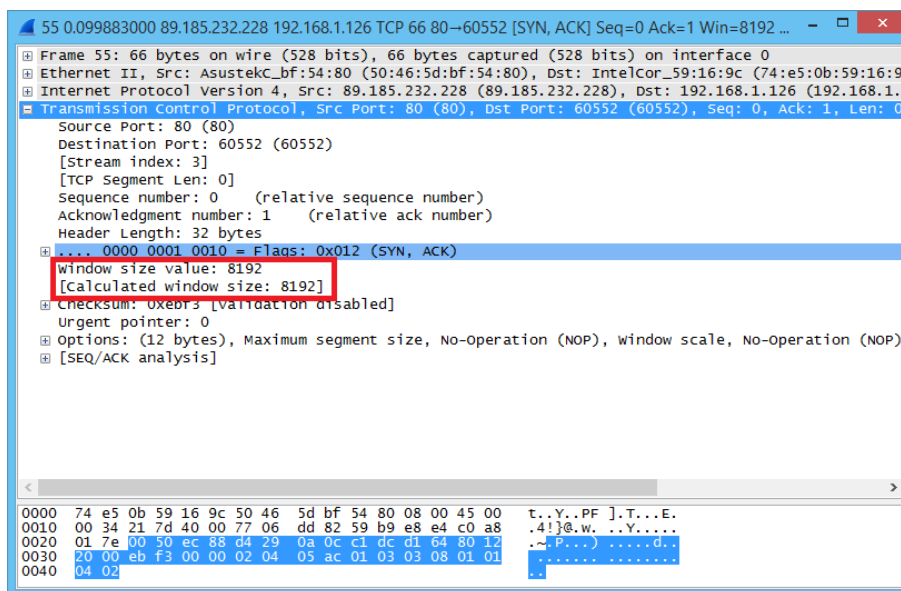 55 0.099883000 89.185.232.228 192.168.1.126 TCP 66 80→60552 [SYN, ACK] Seq=0 Ack=1 Win=8192 ...
Frame 55: 66 bytes on wire (528 bits), 66 bytes captured (528 bits) on interface 0
Ethernet II, Src: AsustekC_bf:54:80 (50:46:5d:bf:54:80), Dst: IntelCor_59:16:9c (74:e5:0b:59:16:9
Internet Protocol Version 4, Src: 89.185.232.228 (89.185.232.228), Dst: 192.168.1.126 (192.168.1.
Transmission Control Protocol, Src Port: 80 (80), Dst Port: 60552 (60552), Seq: 0, Ack: 1, Len: 0
Source Port: 80 (80)
Destination Port: 60552 (60552)
[Stream index: 3]
[TCP Segment Len: 0]
Sequence number: 0 (relative sequence number)
Acknowledgment number: 1 (relative ack number)
Header Length: 32 bytes
.... 0000 0001 0010 = Flags: 0x012 (SYN, ACK)
Window size value: 8192
[Calculated window size: 8192]
Checksum: 0xebf3 [validation disabled]
Urgent pointer: 0
Options: (12 bytes), Maximum segment size, No-Operation (NOP), Window scale, No-Operation (NOP)
[SEQ/ACK analysis]
0000 74 e5 0b 59 16 9c 50 46 5d bf 54 80 08 00 45 00 t..Y..PF ].T...E.
0010 00 34 21 7d 40 00 77 06 dd 82 59 b9 e8 e4 c0 a8 .4!}@.w. ..Y.....
0020 01 7e 00 50 ec 88 d4 29 0a 0c c1 dc d1 64 80 12 .~.P...) .....d..
0030 20 00 eb f3 00 00 02 04 05 ac 01 03 03 08 01 01 ....... ........
0040 04 02 ..